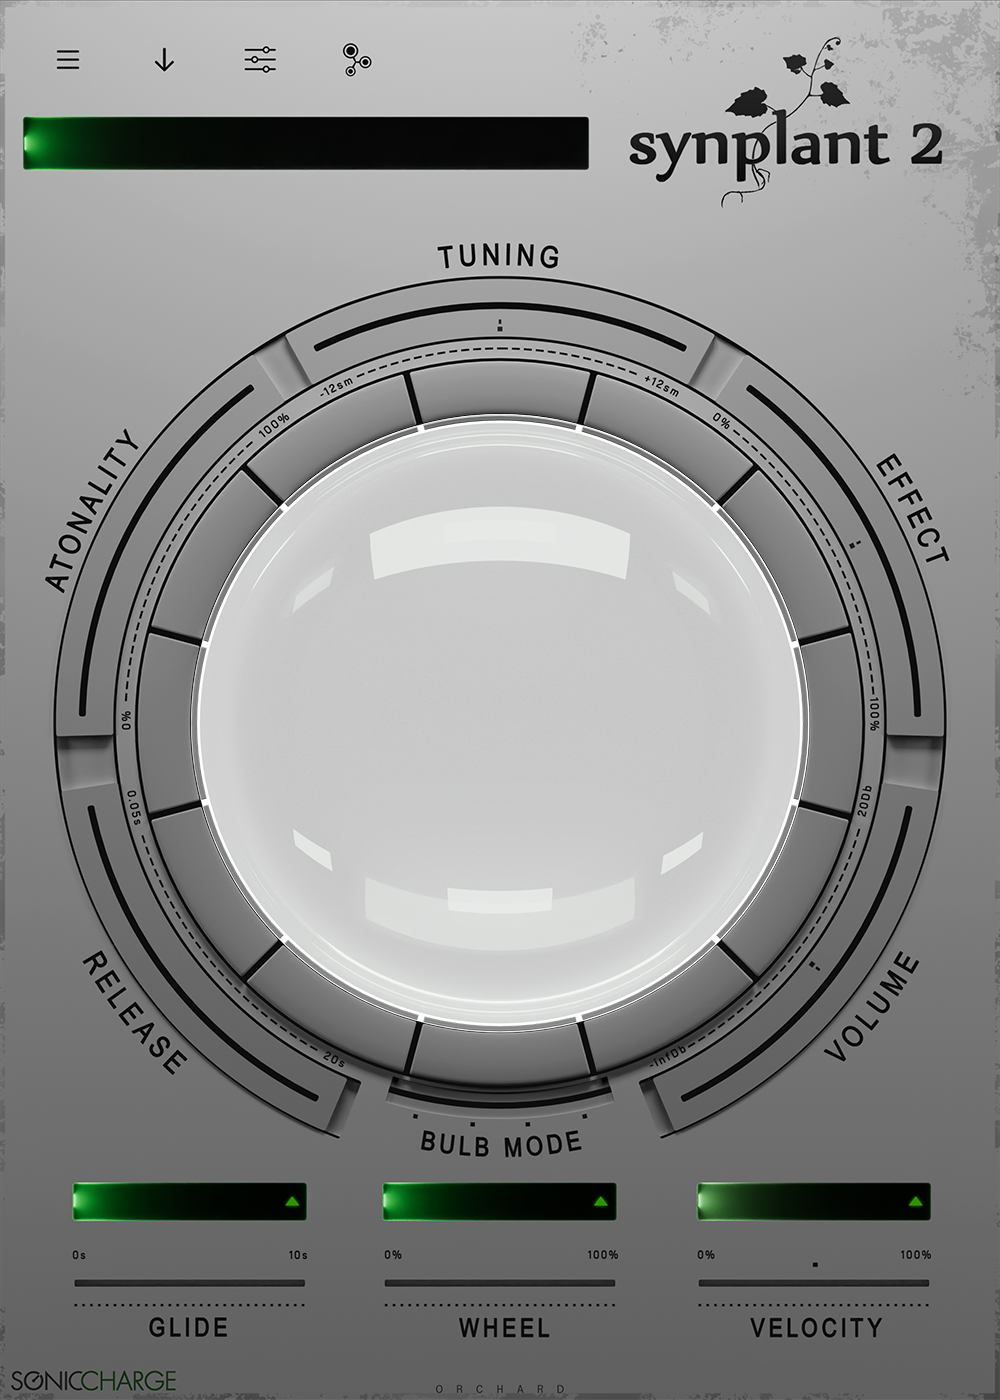 synplant 2
TUNING
-12sm
+12sm
100%
0%
ATONALITY
EFFECT
0%
100%
0.05s
20Db
RELEASE
VOLUME
20s
-InfDb
BULB MODE
0s
10s
0%
100%
0%
100%
GLIDE
WHEEL
VELOCITY
SONICCHARGE
ORCHARD